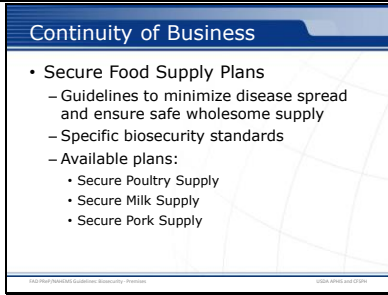 Continuity of Business
• Secure Food Supply Plans
– Guidelines to minimize disease spread
and ensure safe wholesome supply
– Specific biosecurity standards
– Available plans:
• Secure Poultry Supply
• Secure Milk Supply
• Secure Pork Supply
FAD PReP/NAHEMS Guidelines: Biosecurity - Premises
USDA APHIS and CFSPH